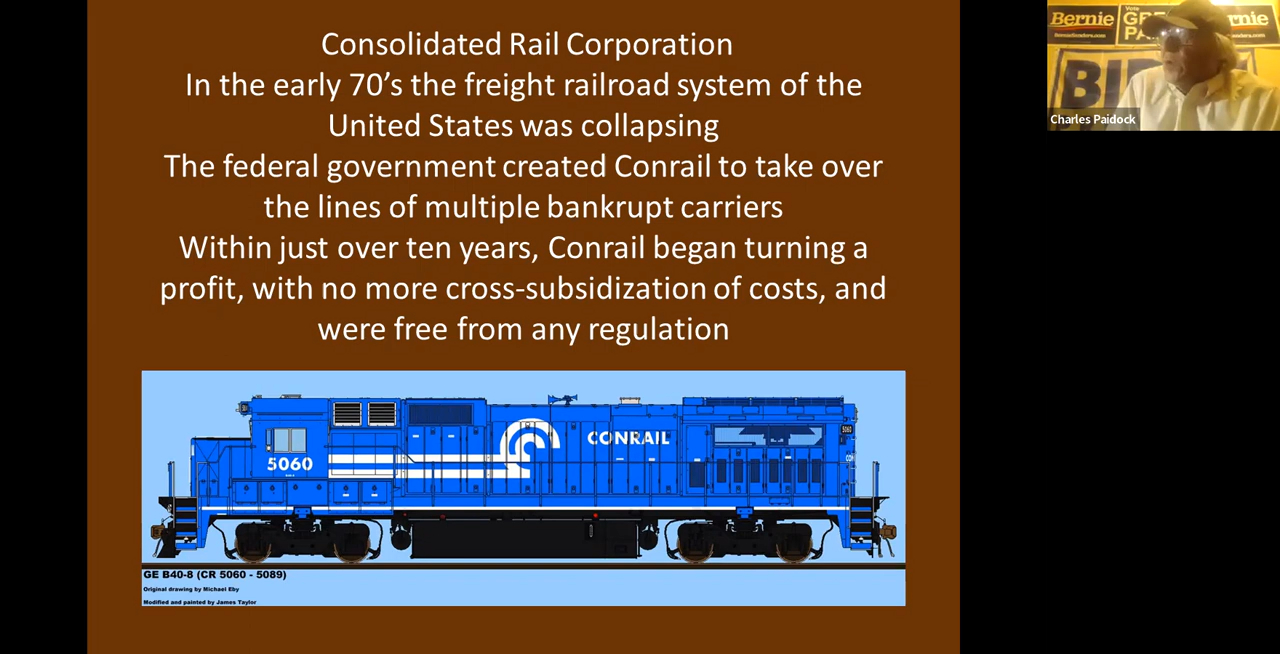 Consolidated Rail Corporation
In the early 70's the freight railroad system of the
United States was collapsing
The federal government created Conrail to take over
the lines of multiple bankrupt carriers
Within just over ten years, Conrail began turning a
profit, with no more cross-subsidization of costs, and
were free from any regulation
5060
CONRAIL
5060
GE B40-8 (CR 5060 - 5089)
Original drawing by Michael Eby
Modified and painted by James Taylor
Bernie
Vote
Charles Paidock